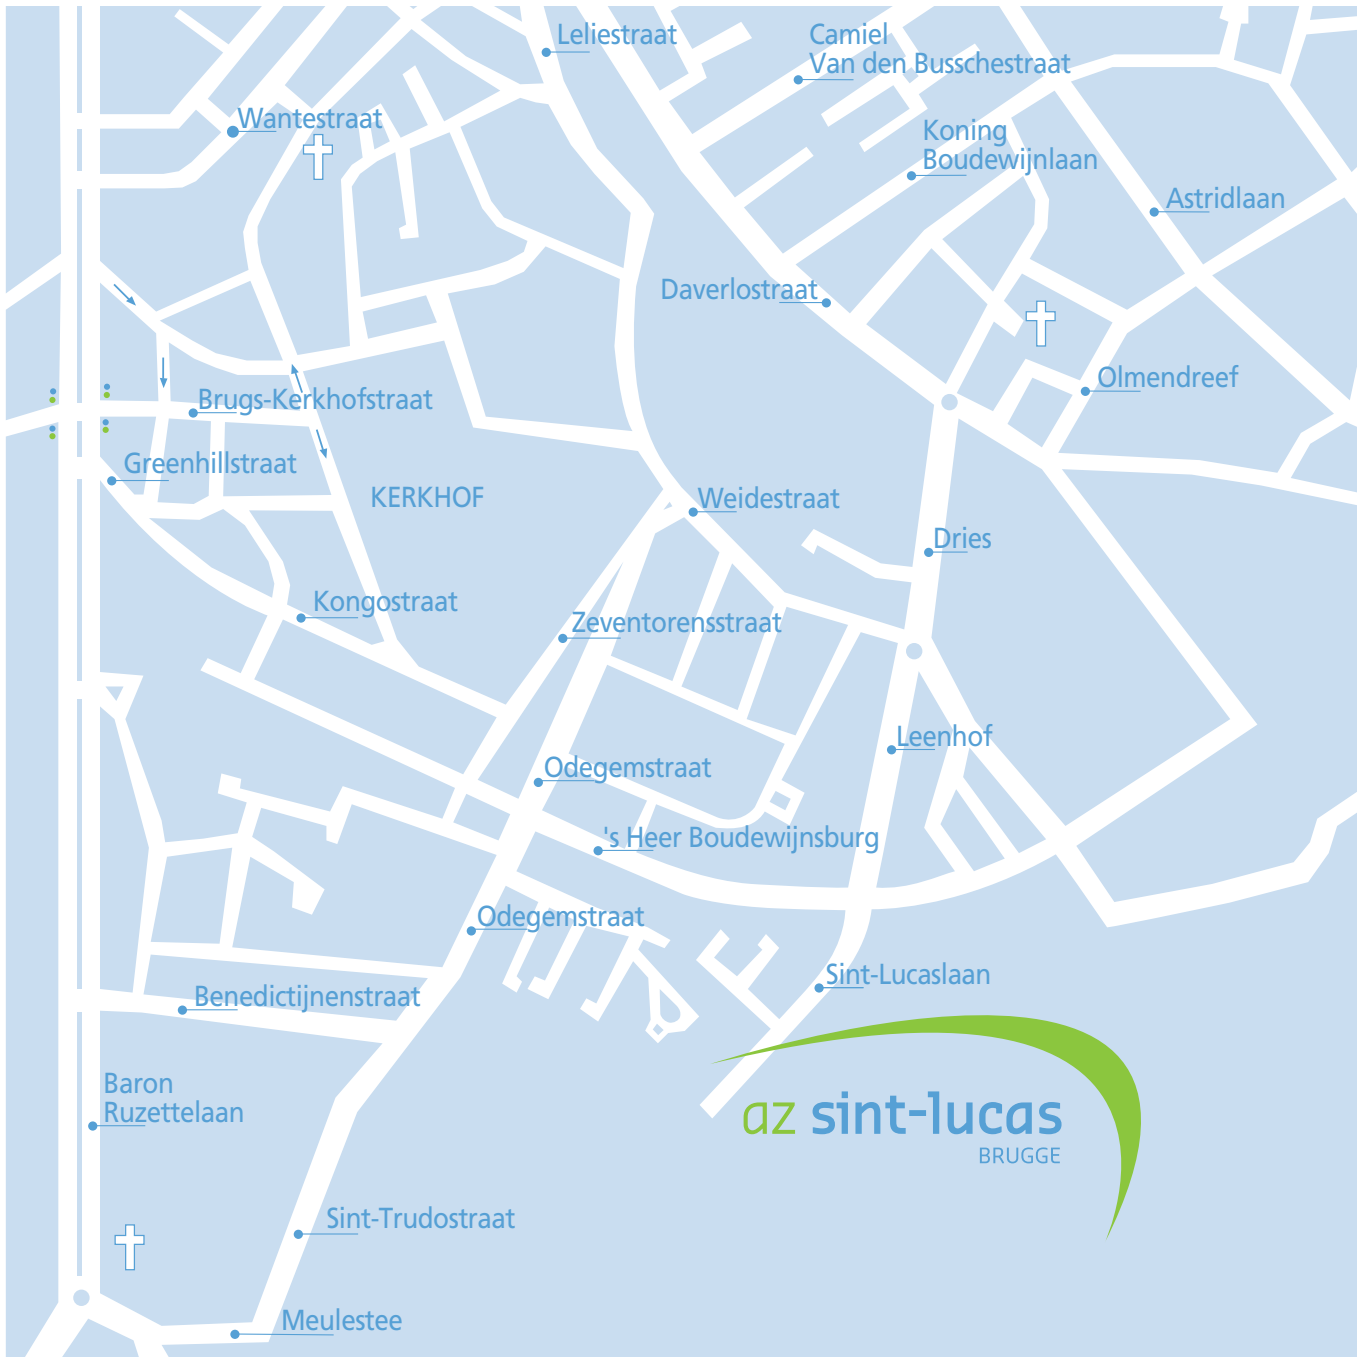 Leliestraat
Camiel
Van den Busschestraat
Wantestraat
Koning
Boudewijnlaan
Astridlaan
Daverlostraat
Olmendreef
Brugs-Kerkhofstraat
Greenhillstraat
KERKHOF
Weidestraat
Dries
Kongostraat
Zeventorensstraat
Leenhof
Odegemstraat
's Heer Boudewijnsburg
Odegemstraat
Sint-Lucaslaan
Benedictijnenstraat
Baron
Ruzettelaan
az sint-lucas
BRUGGE
Sint-Trudostraat
Meulestee